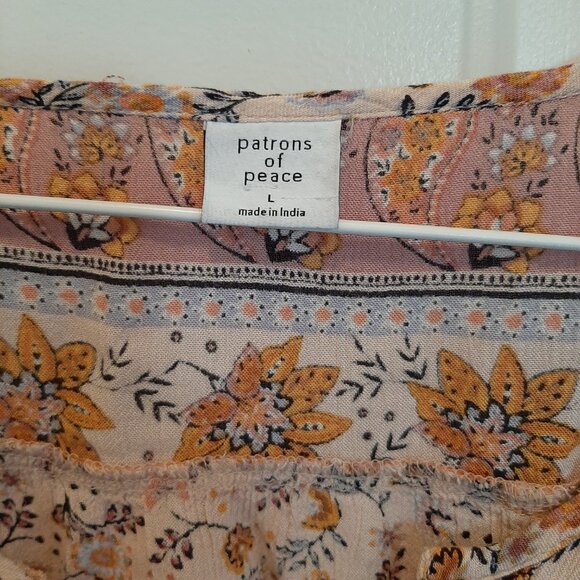 patrons
of
peace
L
made in India